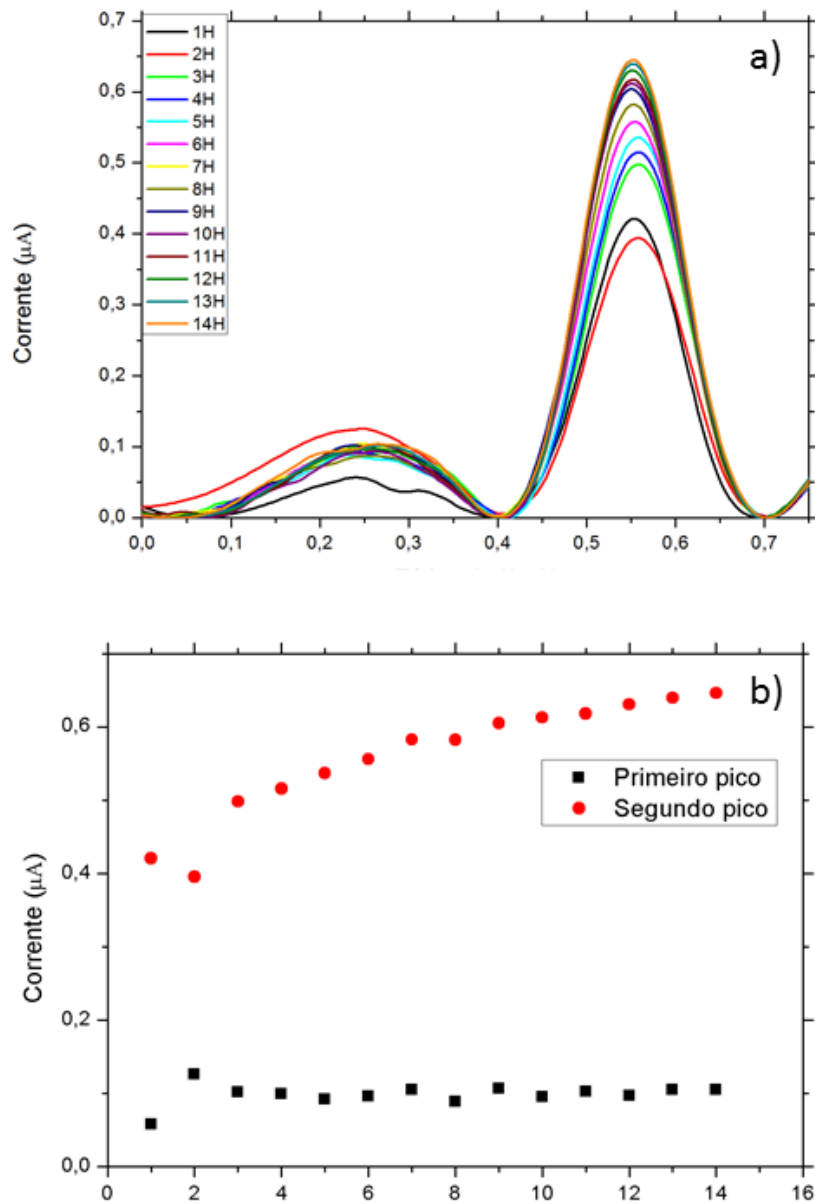 a)
0,7
0,6
0,5
0,4
0,3
0,2
0,1
0,0
Corrente (µA)
1H
2H
3H
4H
5H
6H
7H
8H
9H
10H
11H
12H
13H
14H
0,0 0,1 0,2 0,3 0,4 0,5 0,6 0,7
b)
0,6
0,4
0,2
0,0
Corrente (µA)
Primeiro pico
Segundo pico
0 2 4 6 8 10 12 14 16